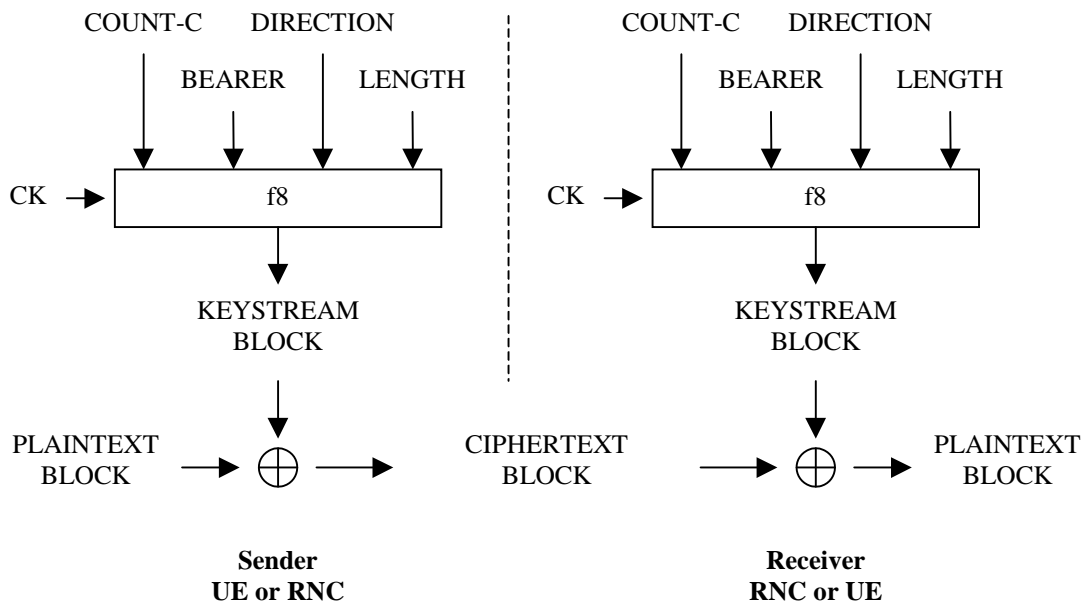 COUNT-C DIRECTION
BEARER LENGTH
CK
f8
KEYSTREAM
BLOCK
PLAINTEXT
BLOCK
Sender
UE or RNC
CIPHERTEXT
BLOCK
COUNT-C DIRECTION
BEARER LENGTH
CK
f8
KEYSTREAM
BLOCK
PLAINTEXT
BLOCK
Receiver
RNC or UE